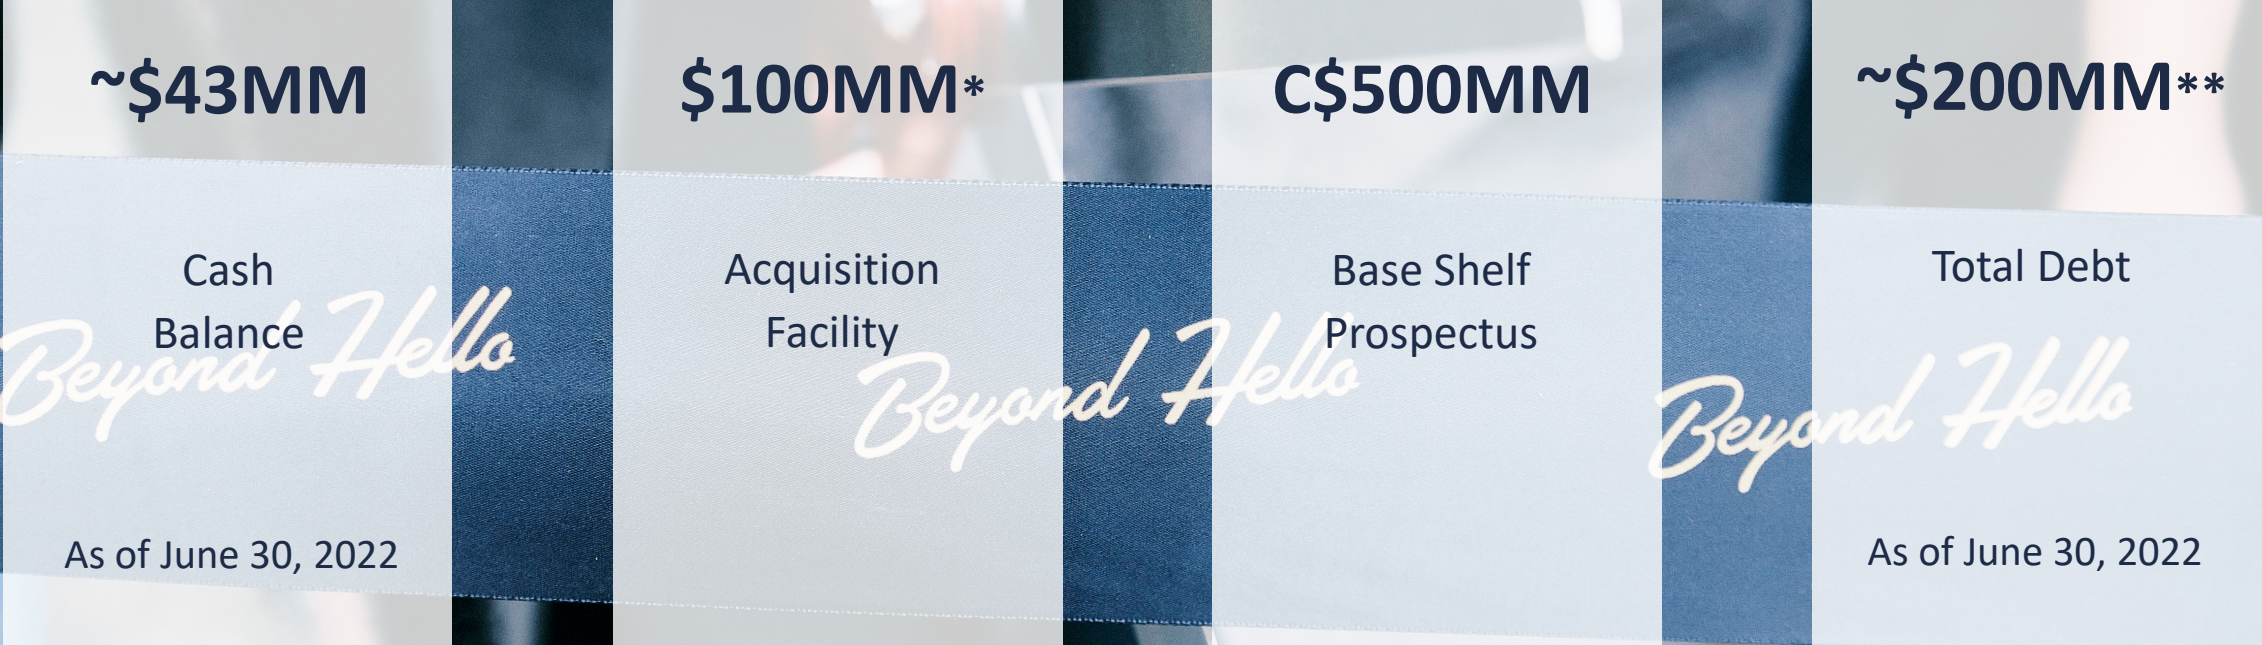 ~$43MM
Cash
Balance
As of June 30, 2022
$100MM*
Acquisition
Facility
C$500MM
Base Shelf
Prospectus
~$200MM**
Total Debt
As of June 30, 2022
Beyond Hello
Beyond Hello
Beyond Hello